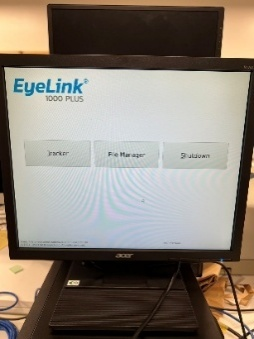 EyeLink®
1000 PLUS
Tracker File Manager Shutdown
acer